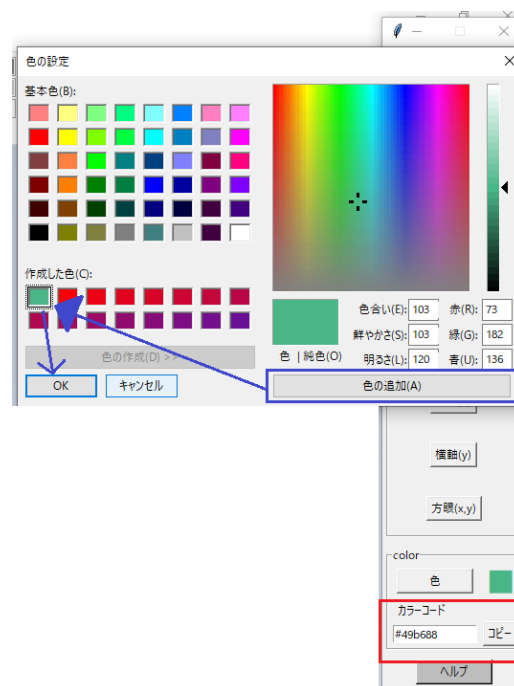 色の設定
基本色(B):
作成した色(C):
色合い(E): 103 赤(R): 73
鮮やかさ(S): 103 緑(G): 182
色 | 純色(O) 明るさ(L): 120 青(U): 136
色の作成(D) >>
OK キャンセル 色の追加(A)
横軸(y)
方眼(x,y)
color
色
カラーコード
#49b688 コピー
ヘルプ